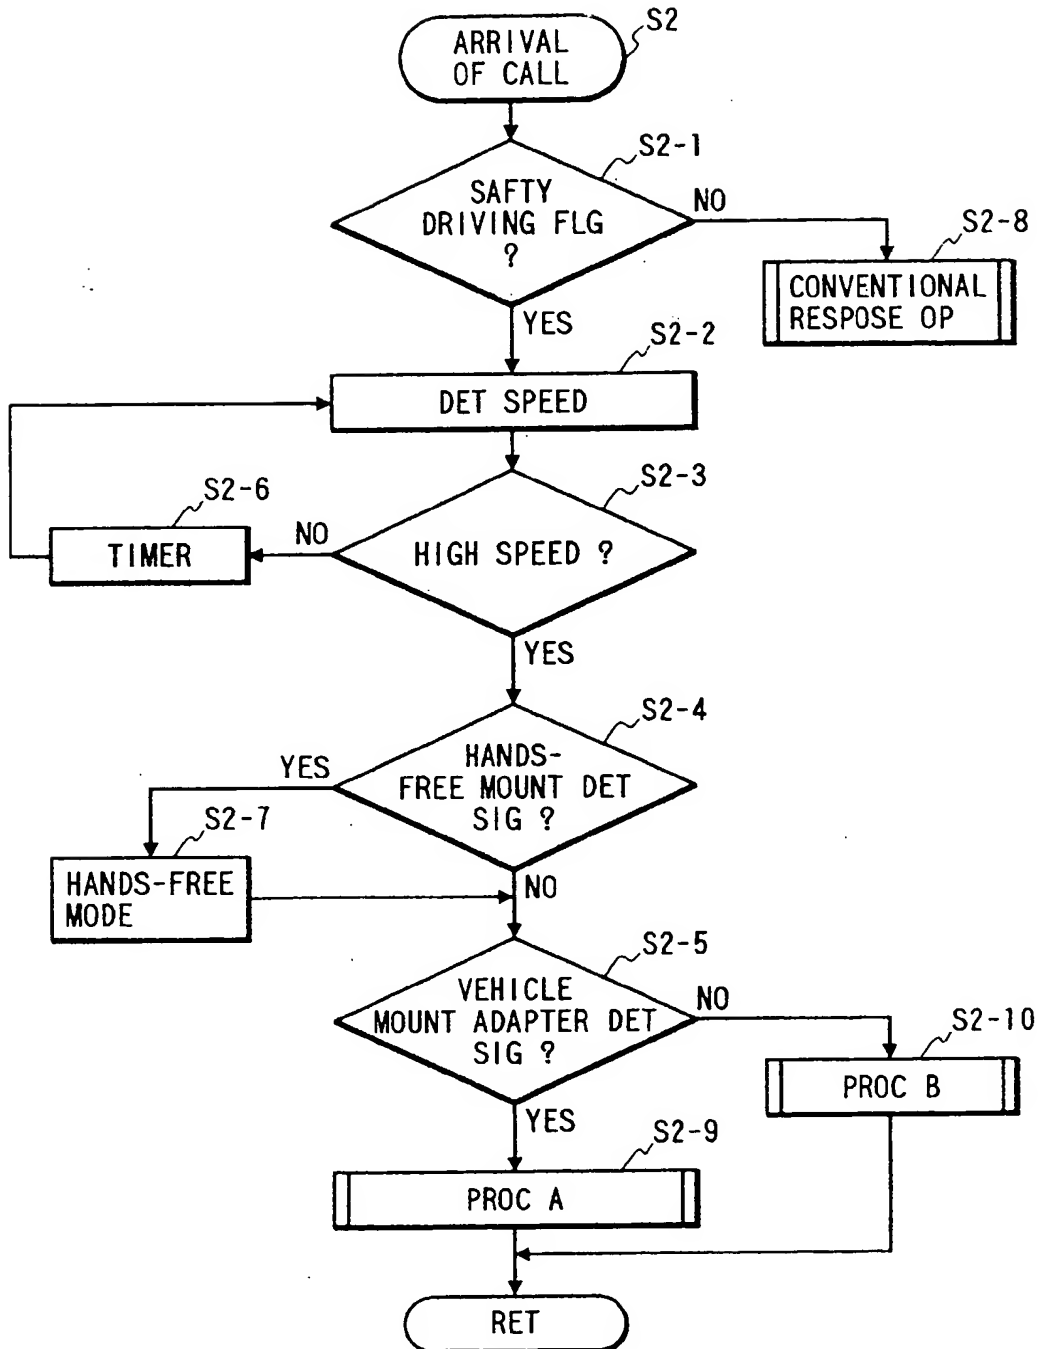 S2
ARRIVAL
OF CALL
S2-1
SAFTY
DRIVING FLG
?
NO
S2-8
CONVENTIONAL
RESPOSE OP
YES
S2-2
DET SPEED
S2-3
HIGH SPEED ?
NO
S2-6
TIMER
YES
S2-4
HANDS-
FREE MOUNT DET
SIG ?
YES
S2-7
HANDS-FREE
MODE
NO
S2-5
VEHICLE
MOUNT ADAPTER DET
SIG ?
NO
S2-10
PROC B
YES
S2-9
PROC A
RET